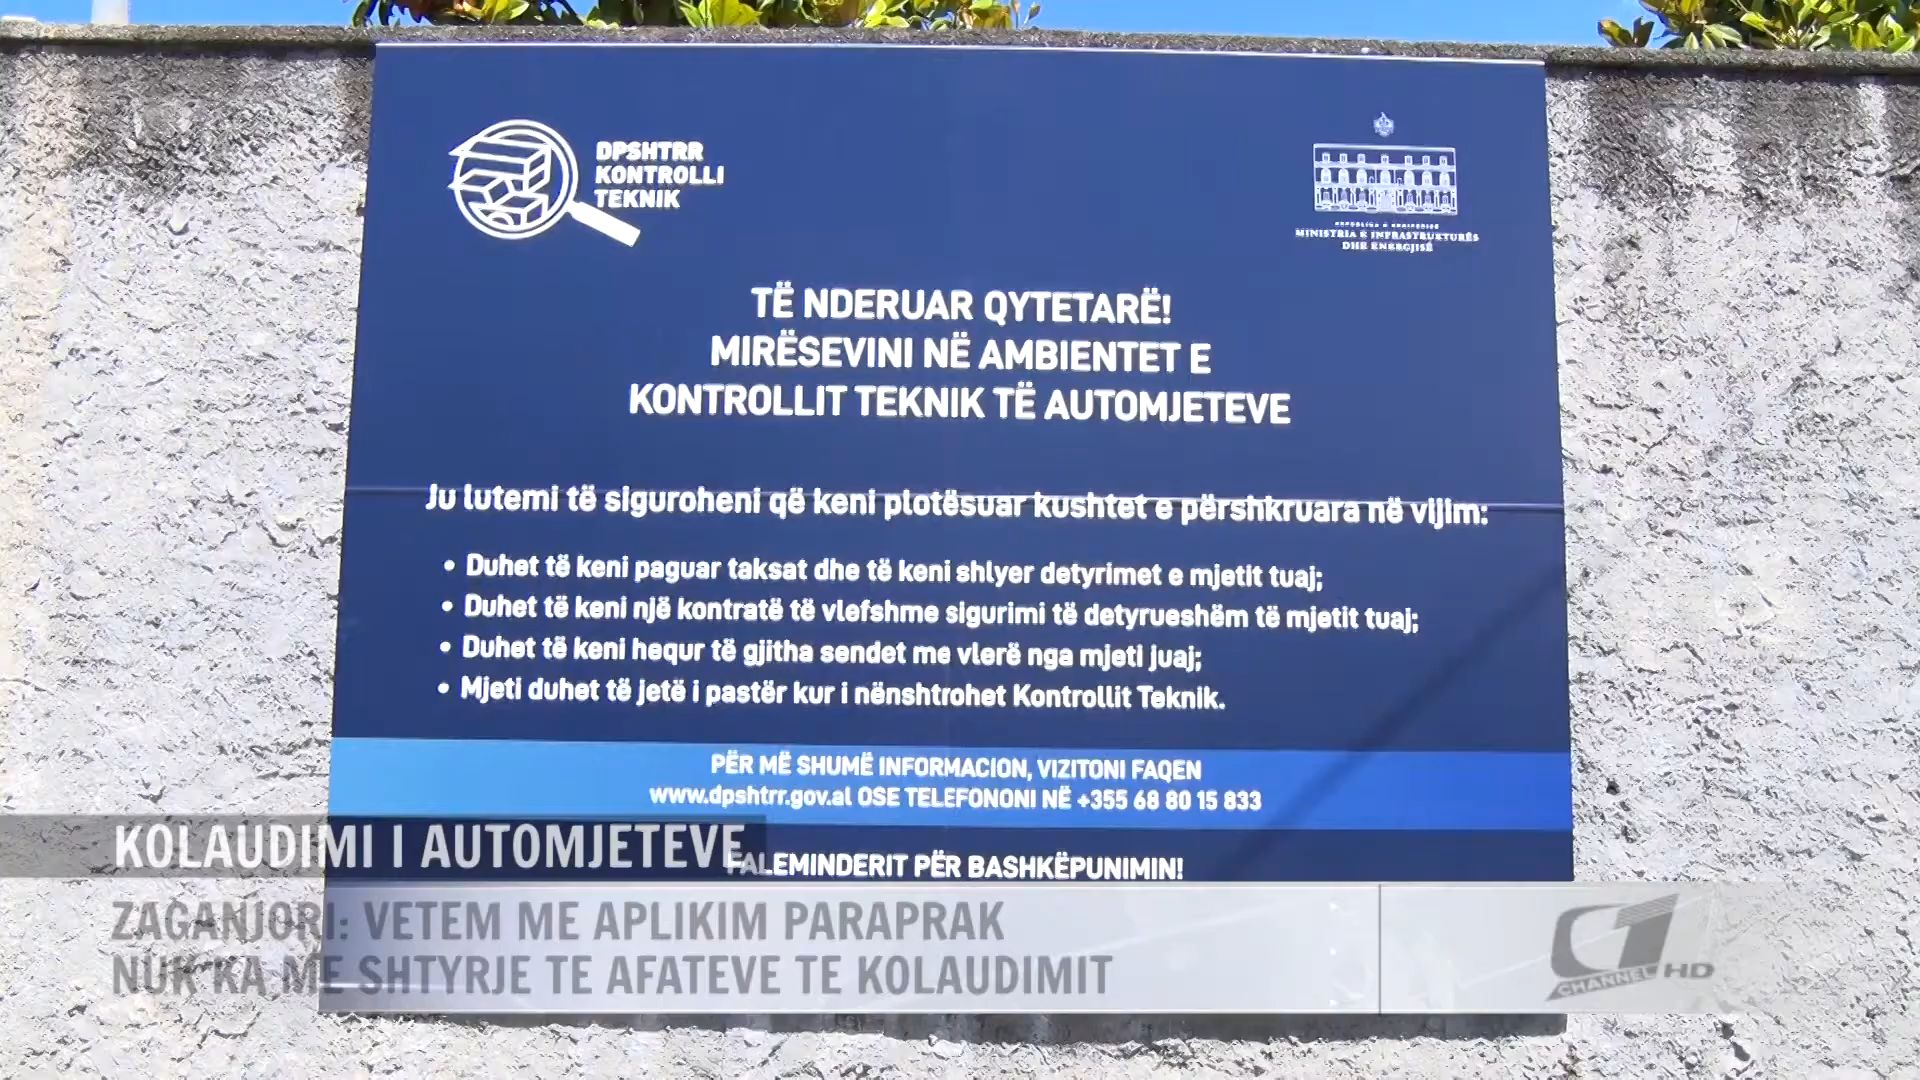 DPSHTRR
KONTROLLI
TEKNIK
REPUBLIKA E SHQIPËRISË
MINISTRIA E INFRASTRUKTURËS
DHE ENERGJISË
TË NDERUAR QYTETARË!
MIRËSEVINI NË AMBIENTET E
KONTROLLIT TEKNIK TË AUTOMJETEVE
Ju lutemi të siguroheni që keni plotësuar kushtet e përshkruara në vijim:
• Duhet të keni paguar taksat dhe të keni shlyer detyrimet e mjetit tuaj;
• Duhet të keni një kontratë të vlefshme sigurimi të detyrueshëm të mjetit tuaj;
• Duhet të keni hequr të gjitha sendet me vlerë nga mjeti juaj;
• Mjeti duhet të jetë i pastër kur i nënshtrohet Kontrollit Teknik.
PËR MË SHUMË INFORMACION, VIZITONI FAQEN
www.dpshtrr.gov.al OSE TELEFONONI NË +355 68 80 15 833
FALEMINDERIT PËR BASHKËPUNIMIN!
KOLAUDIMI I AUTOMJETEVE
ZAGANJORI: VETEM ME APLIKIM PARAPRAK
NUK KA ME SHTYRJE TE AFATEVE TE KOLAUDIMIT
C1
CHANNEL HD